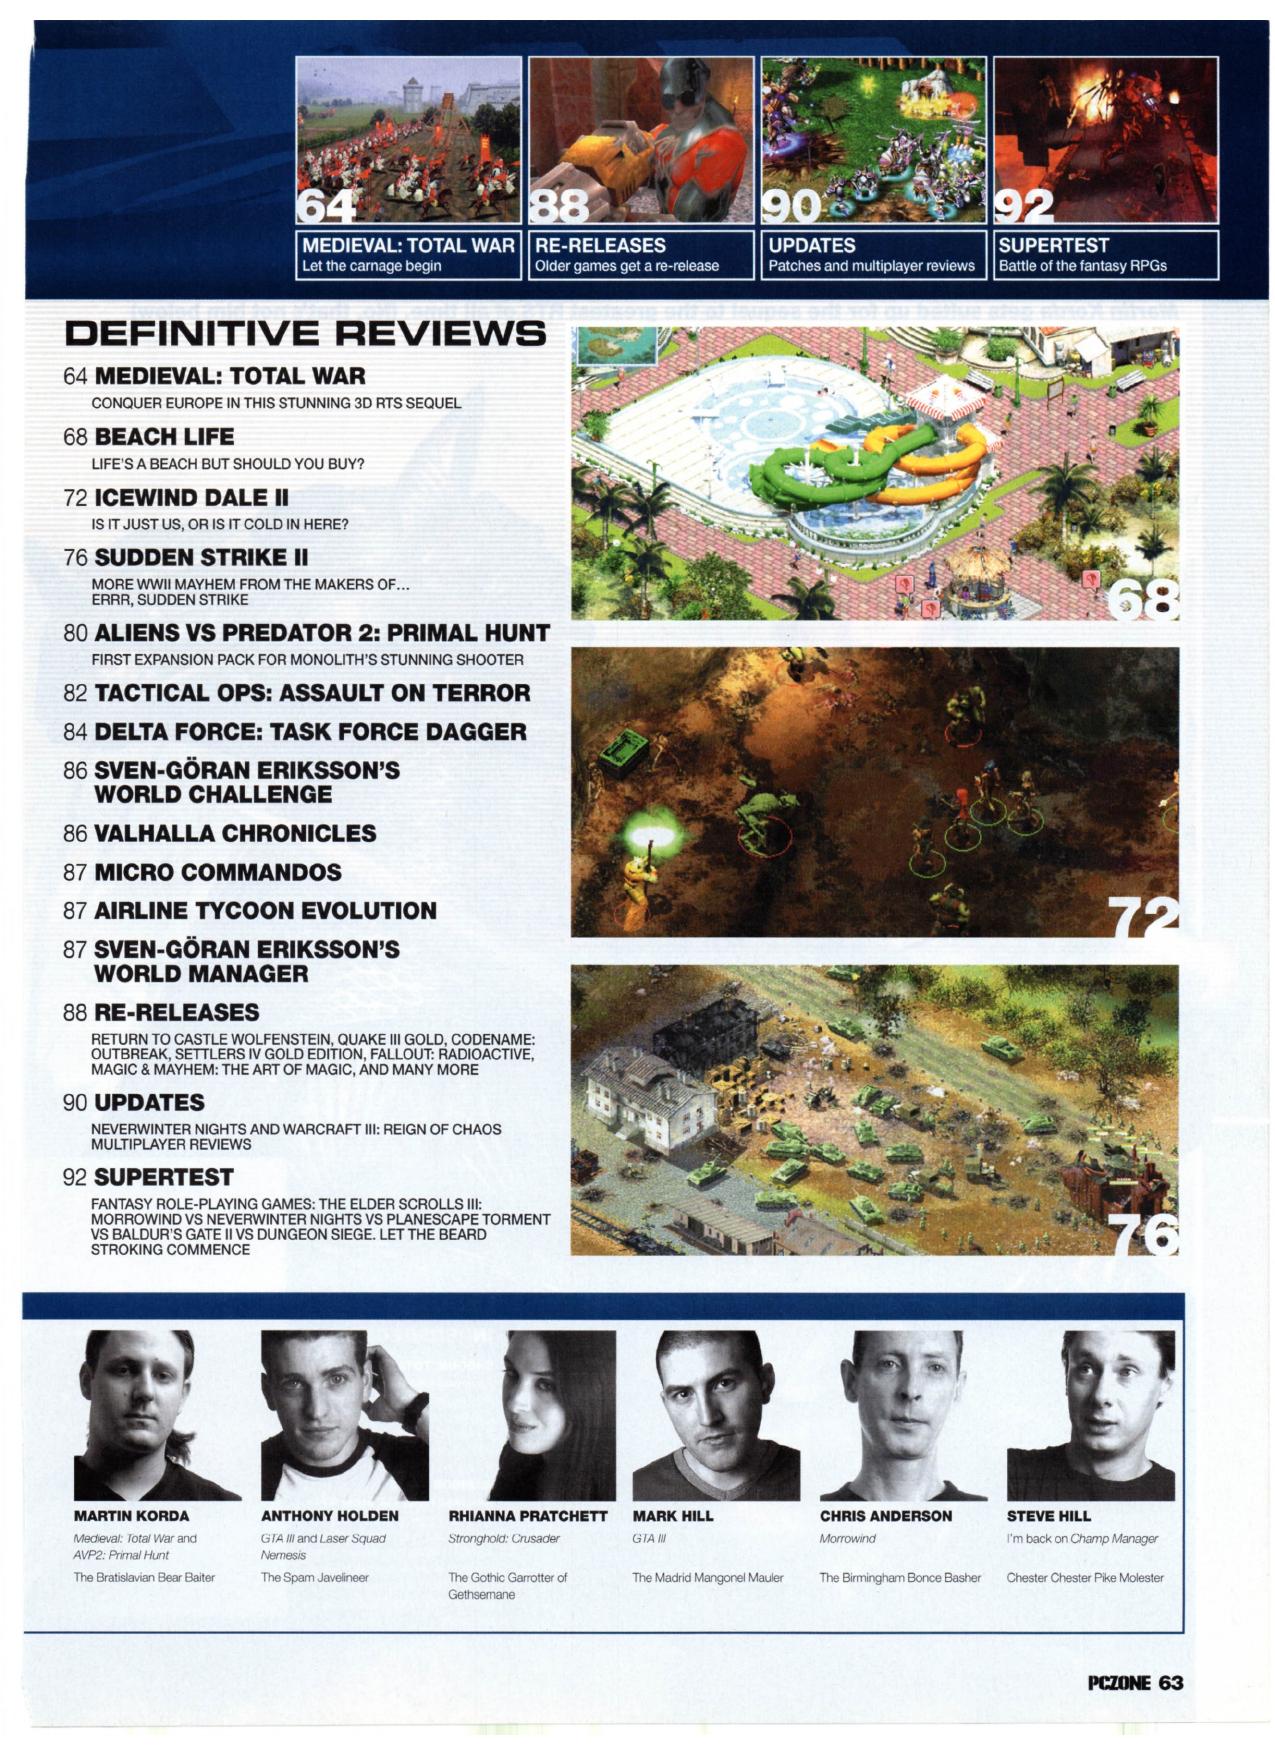 64
88
90
92
MEDIEVAL: TOTAL WAR
Let the carnage begin
RE-RELEASES
Older games get a re-release
UPDATES
Patches and multiplayer reviews
SUPERTEST
Battle of the fantasy RPGs
DEFINITIVE REVIEWS
64 MEDIEVAL: TOTAL WAR
CONQUER EUROPE IN THIS STUNNING 3D RTS SEQUEL
68 BEACH LIFE
LIFE'S A BEACH BUT SHOULD YOU BUY?
72 ICEWIND DALE II
IS IT JUST US, OR IS IT COLD IN HERE?
76 SUDDEN STRIKE II
MORE WWII MAYHEM FROM THE MAKERS OF...
ERRR, SUDDEN STRIKE
80 ALIENS VS PREDATOR 2: PRIMAL HUNT
FIRST EXPANSION PACK FOR MONOLITH'S STUNNING SHOOTER
82 TACTICAL OPS: ASSAULT ON TERROR
84 DELTA FORCE: TASK FORCE DAGGER
86 SVEN-GÖRAN ERIKSSON'S
WORLD CHALLENGE
86 VALHALLA CHRONICLES
87 MICRO COMMANDOS
87 AIRLINE TYCOON EVOLUTION
87 SVEN-GÖRAN ERIKSSON'S
WORLD MANAGER
88 RE-RELEASES
RETURN TO CASTLE WOLFENSTEIN, QUAKE III GOLD, CODENAME:
OUTBREAK, SETTLERS IV GOLD EDITION, FALLOUT: RADIOACTIVE,
MAGIC & MAYHEM: THE ART OF MAGIC, AND MANY MORE
90 UPDATES
NEVERWINTER NIGHTS AND WARCRAFT III: REIGN OF CHAOS
MULTIPLAYER REVIEWS
92 SUPERTEST
FANTASY ROLE-PLAYING GAMES: THE ELDER SCROLLS III:
MORROWIND VS NEVERWINTER NIGHTS VS PLANESCAPE TORMENT
VS BALDUR'S GATE II VS DUNGEON SIEGE. LET THE BEARD
STROKING COMMENCE
68
72
76
MARTIN KORDA
Medieval: Total War and
AVP2: Primal Hunt
The Bratislavian Bear Baiter
ANTHONY HOLDEN
GTA III and Laser Squad
Nemesis
The Spam Javelineer
RHIANNA PRATCHETT
Stronghold: Crusader
The Gothic Garrotter of
Gethsemane
MARK HILL
GTA III
The Madrid Mangonel Mauler
CHRIS ANDERSON
Morrowind
The Birmingham Bonce Basher
STEVE HILL
I'm back on Champ Manager
Chester Chester Pike Molester
PCZONE 63